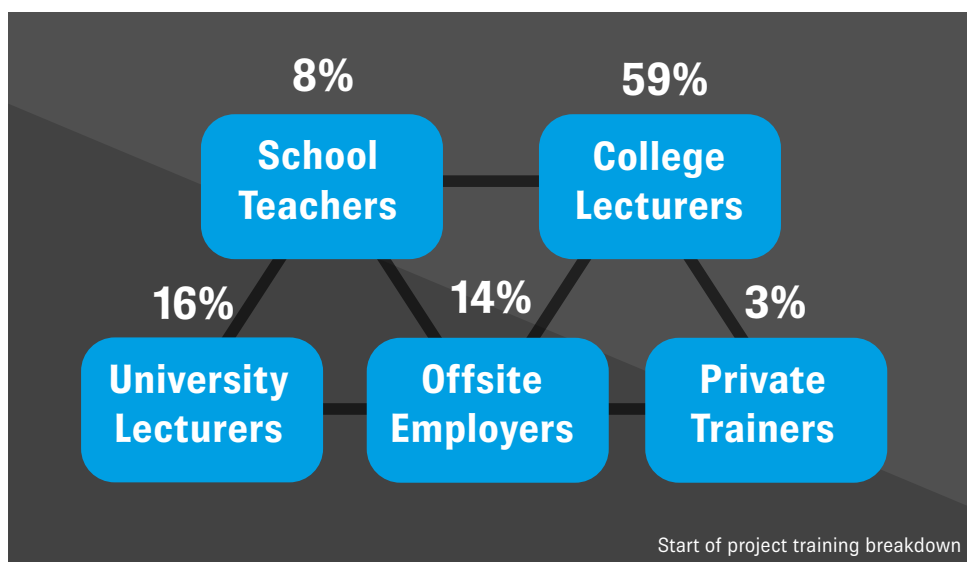 8%
59%
School
Teachers
College
Lecturers
16%
14%
3%
University
Lecturers
Offsite
Employers
Private
Trainers
Start of project training breakdown